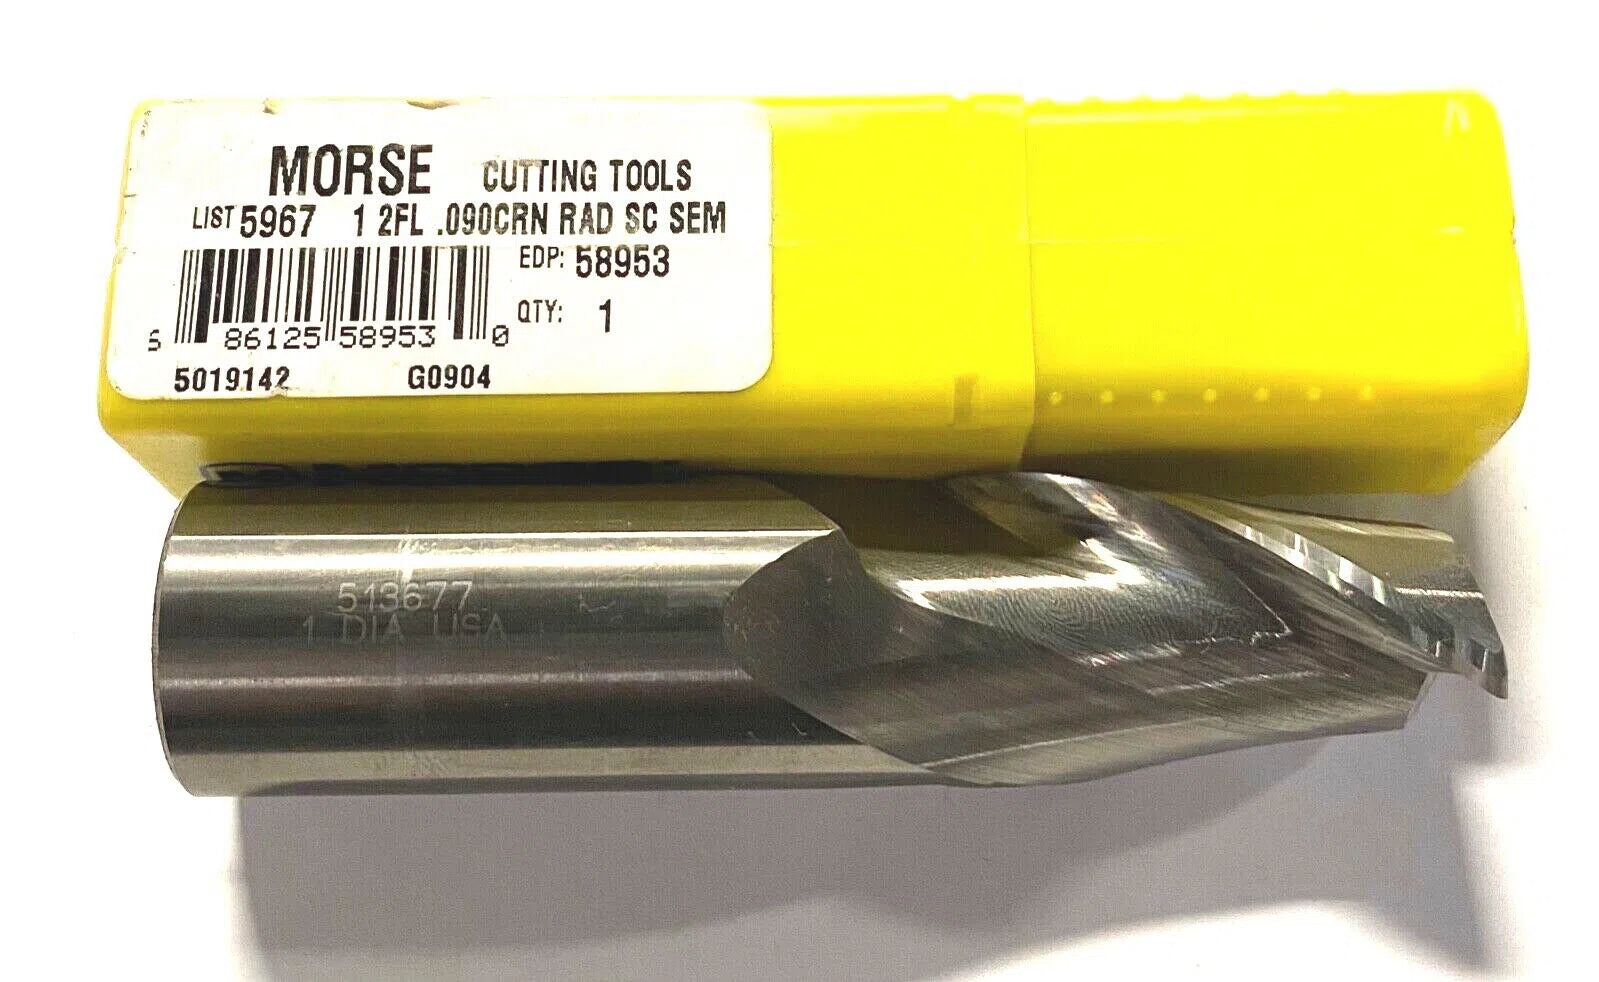 MORSE CUTTING TOOLS
LIST 5967 1 2FL .090CRN RAD SC SEM
EDP: 58953
QTY: 1
6 86125 58953 0
5019142 G0904
513677
1 DIA USA